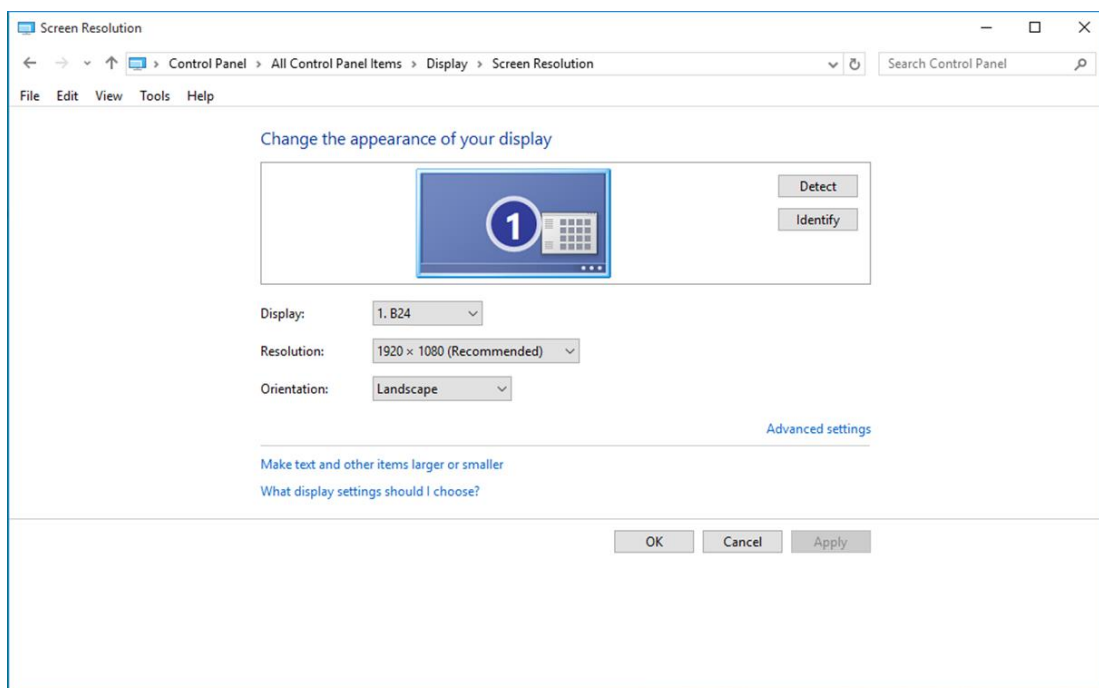 Screen Resolution
Control Panel > All Control Panel Items > Display > Screen Resolution
Search Control Panel
File Edit View Tools Help
Change the appearance of your display
1
Detect
Identify
Display: 1. B24
Resolution: 1920 × 1080 (Recommended)
Orientation: Landscape
Advanced settings
Make text and other items larger or smaller
What display settings should I choose?
OK Cancel Apply